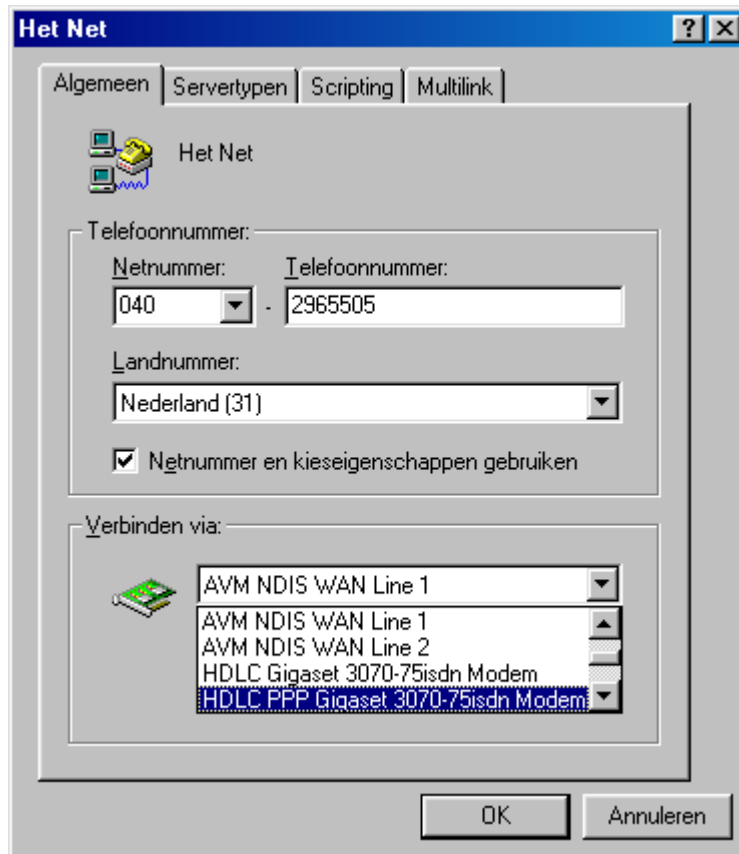 Het Net
Algemeen Servertypen Scripting Multilink
Het Net
Telefoonnummer:
Netnummer: Telefoonnummer:
040 - 2965505
Landnummer:
Nederland (31)
Netnummer en kieseigenschappen gebruiken
Verbinden via:
AVM NDIS WAN Line 1
AVM NDIS WAN Line 1
AVM NDIS WAN Line 2
HDLC Gigaset 3070-75isdn Modem
HDLC PPP Gigaset 3070-75isdn Modem
OK Annuleren